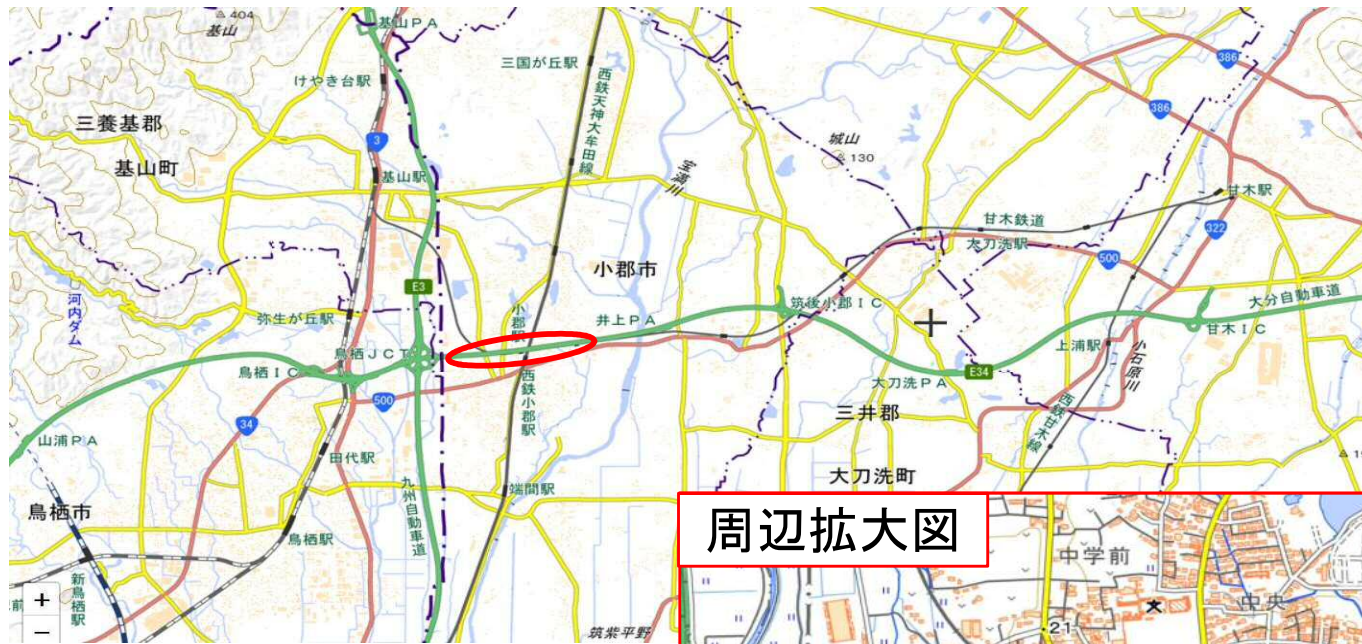 404
基山
基山PA
けやき台駅
三国が丘駅
西鉄天神大牟田線
386
386
三養基郡
3
城山
130
宝満川
基山町
基山駅
甘木駅
甘木鉄道
322
大刀洗駅
500
小郡市
E3
河内ダム
弥生が丘駅
小郡駅
井上PA
筑後小郡IC
大分自動車道
甘木IC
鳥栖JCT
上浦駅
小石原川
鳥栖IC
大刀洗PA
E34
500
西鉄小郡駅
34
三井郡
西鉄甘木線
山浦PA
田代駅
19
大刀洗町
端間駅
九州自動車道
鳥栖市
鳥栖駅
周辺拡大図
中学前
新鳥栖駅
前
+
中央
文
21
筑紫平野
−